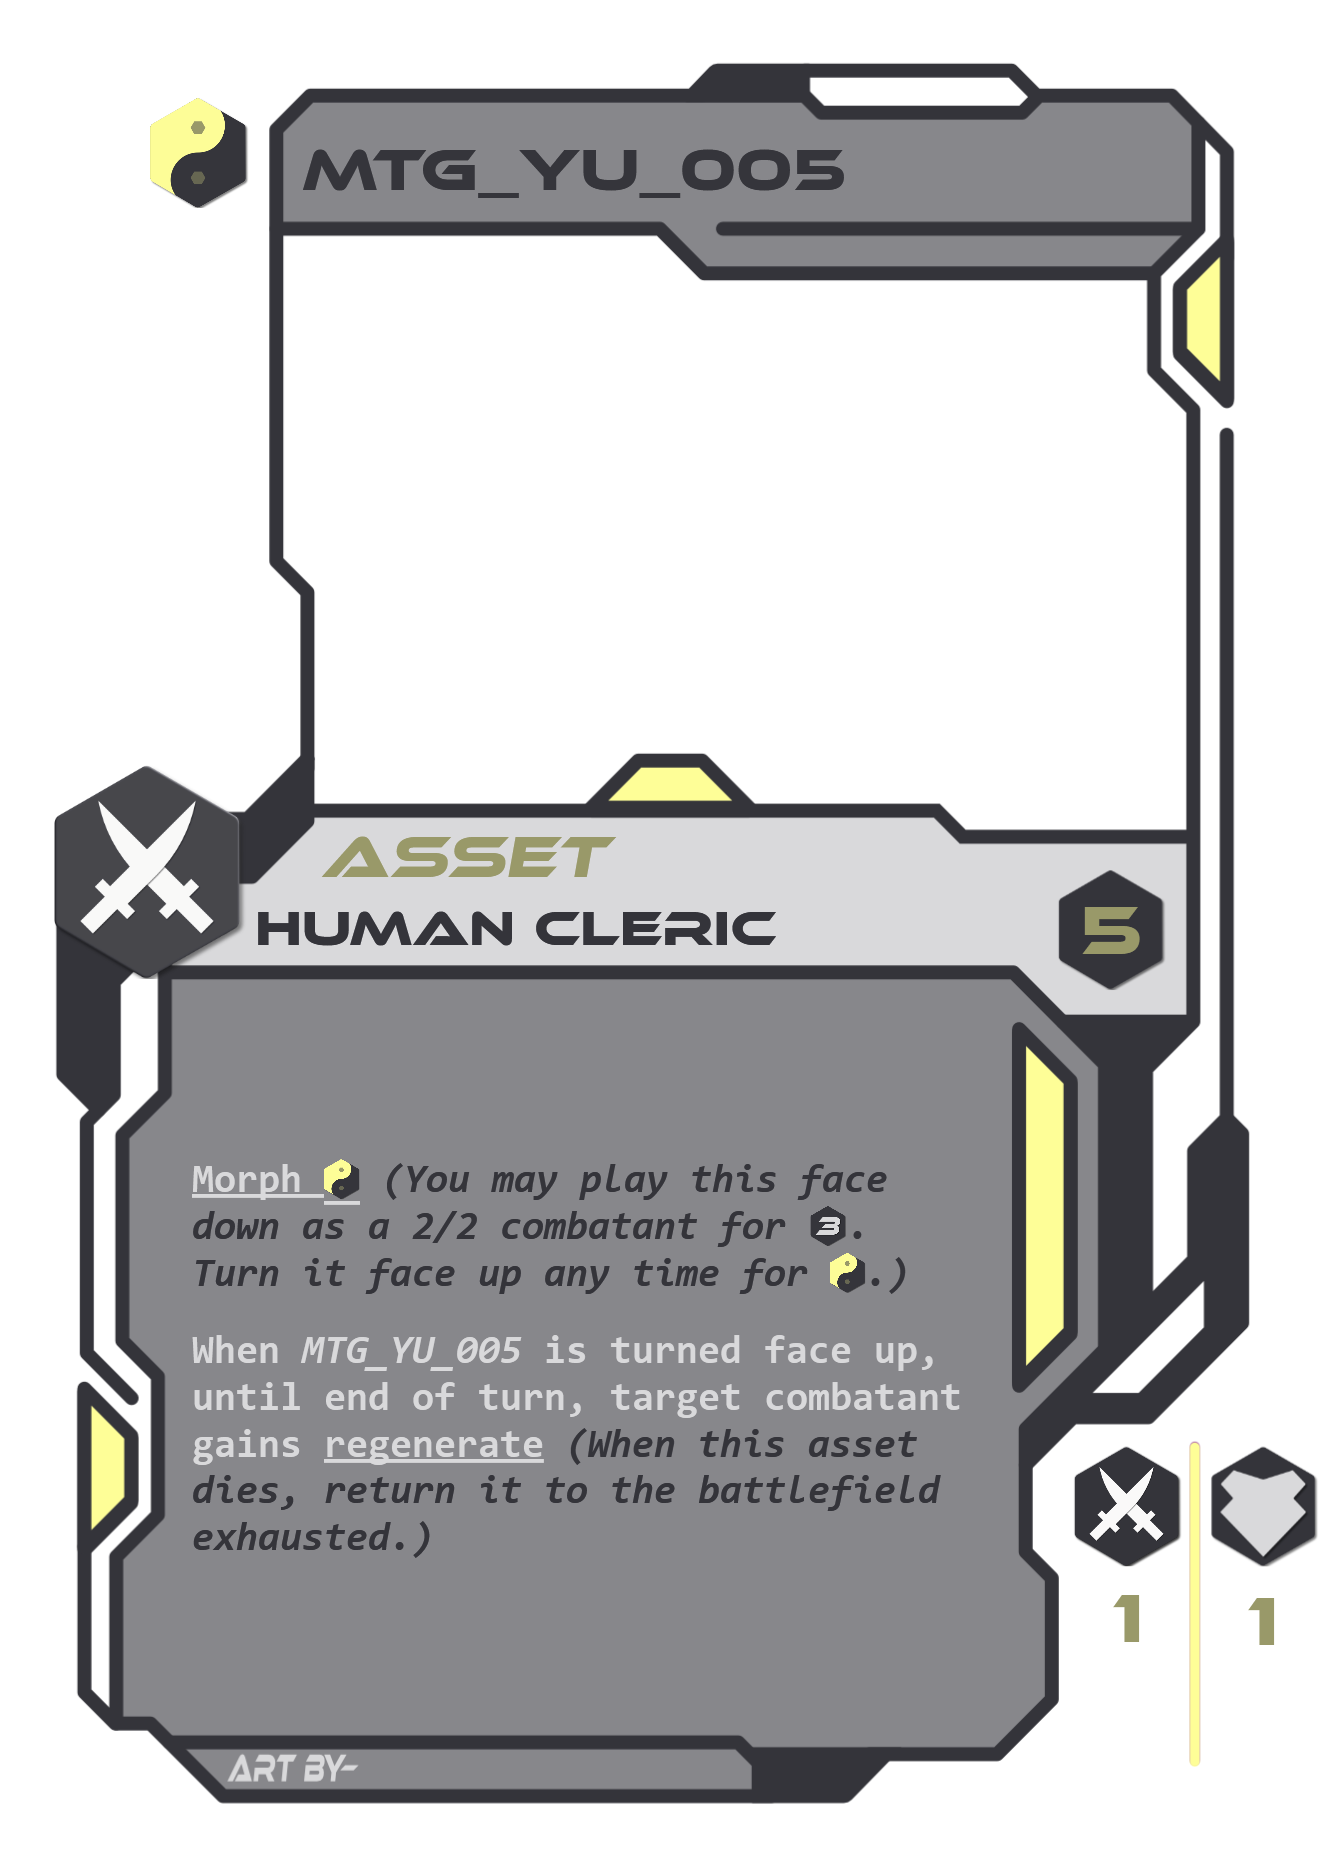 MTG_YU_005
ASSET
HUMAN CLERIC
5
Morph (You may play this face
down as a 2/2 combatant for 3.
Turn it face up any time for .)
When MTG_YU_005 is turned face up,
until end of turn, target combatant
gains regenerate (When this asset
dies, return it to the battlefield
exhausted.)
1
1
ART BY-